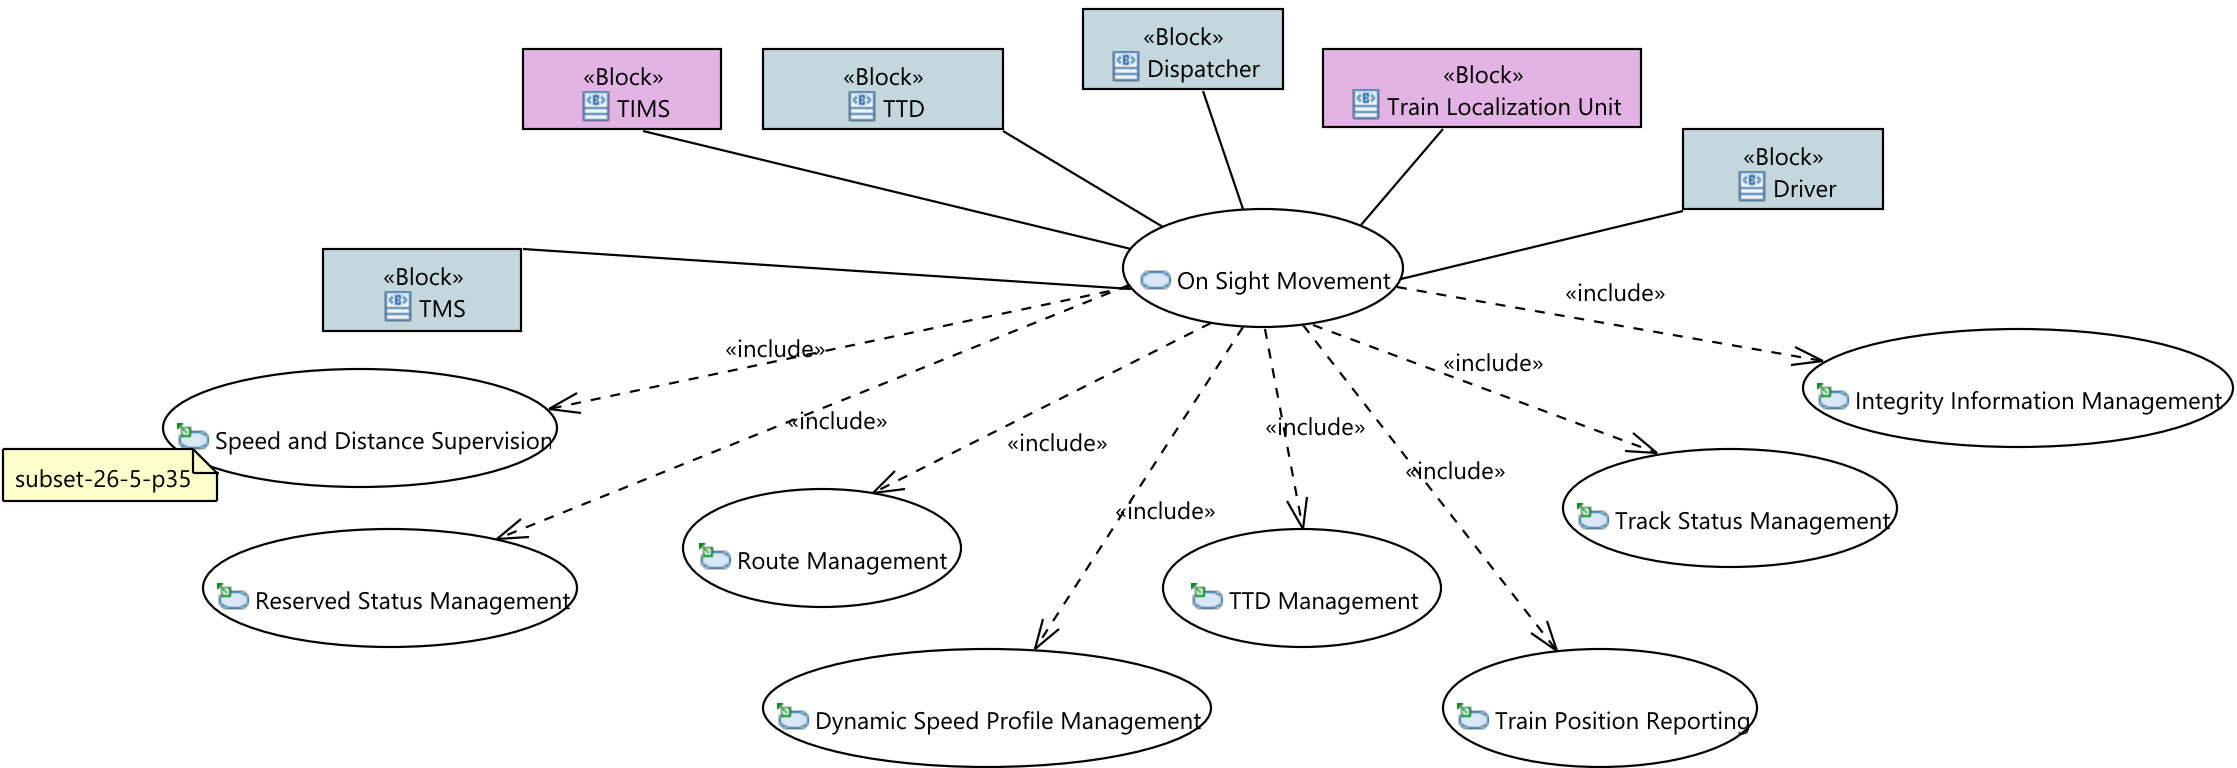 «Block»
Dispatcher
«Block»
TIMS
«Block»
TTD
«Block»
Train Localization Unit
«Block»
Driver
«Block»
TMS
On Sight Movement
«include»
«include»
«include»
«include»
«include»
«include»
«include»
«include»
Integrity Information Management
Speed and Distance Supervision
subset-26-5-p35
Track Status Management
Route Management
Reserved Status Management
TTD Management
Dynamic Speed Profile Management
Train Position Reporting